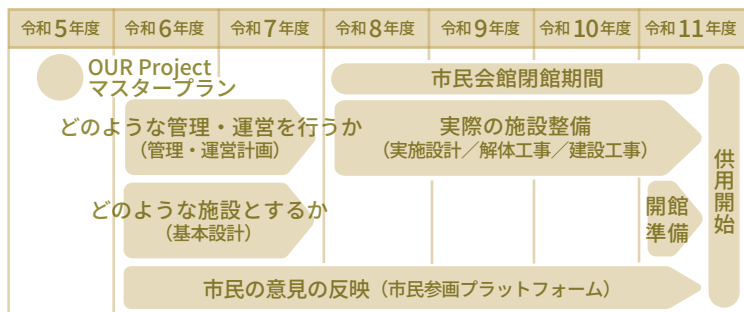 令和5年度 令和6年度 令和7年度 令和8年度 令和9年度 令和10年度 令和11年度
OUR Project
マスタープラン
市民会館閉館期間
どのような管理・運営を行うか
（管理・運営計画）
実際の施設整備
（実施設計／解体工事／建設工事）
どのような施設とするか
（基本設計）
開館
準備
市民の意見の反映（市民参画プラットフォーム）
供用開始